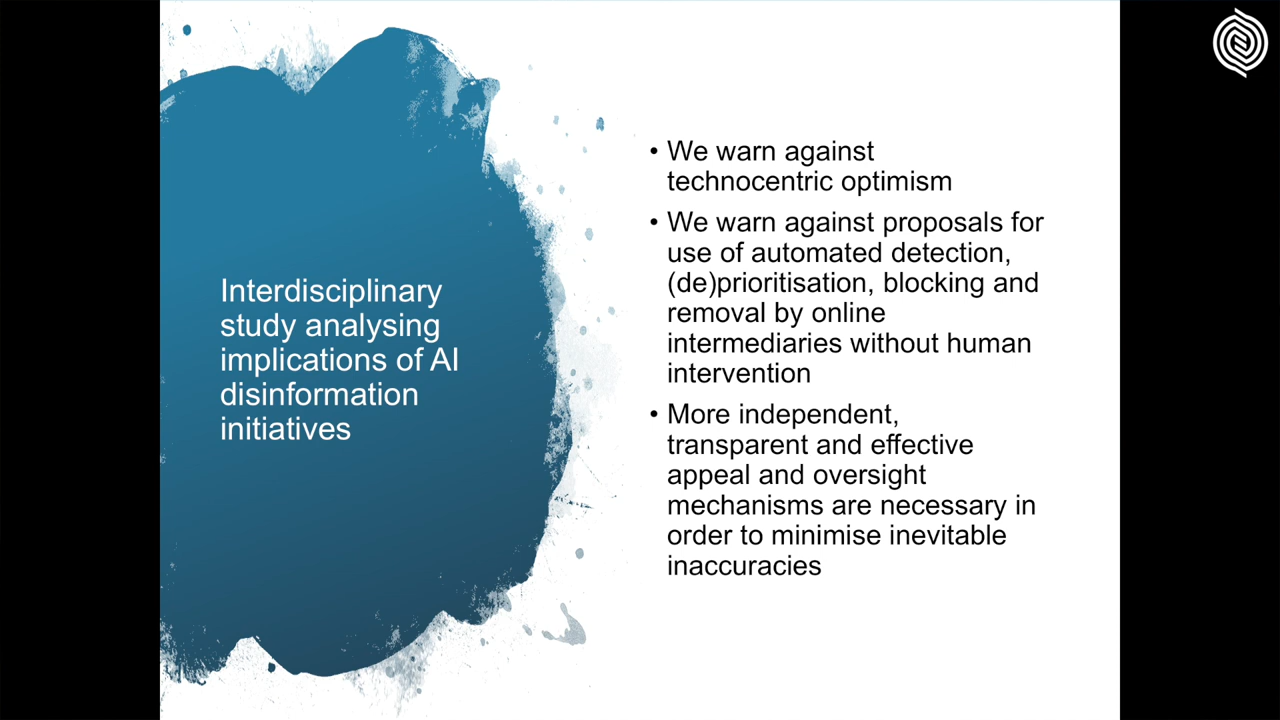 Interdisciplinary
study analysing
implications of AI
disinformation
initiatives
• We warn against
technocentric optimism
• We warn against proposals for
use of automated detection,
(de)prioritisation, blocking and
removal by online
intermediaries without human
intervention
• More independent,
transparent and effective
appeal and oversight
mechanisms are necessary in
order to minimise inevitable
inaccuracies